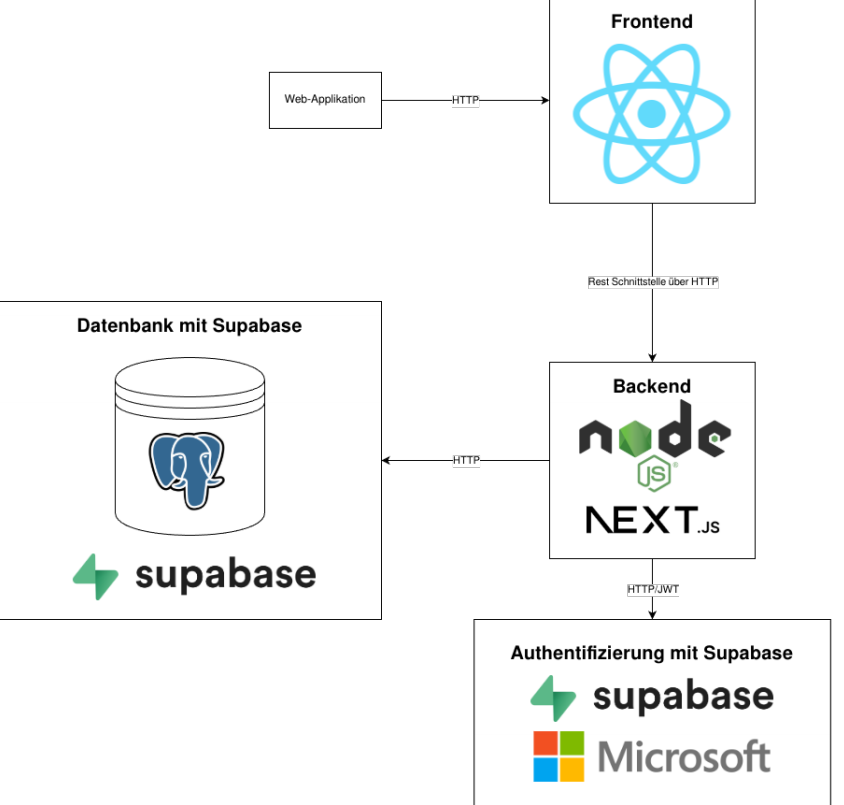 Frontend
Web-Applikation
HTTP
Rest Schnittstelle über HTTP
Datenbank mit Supabase
supabase
HTTP
Backend
node
JS
NEXT.JS
HTTP/JWT
Authentifizierung mit Supabase
supabase
Microsoft